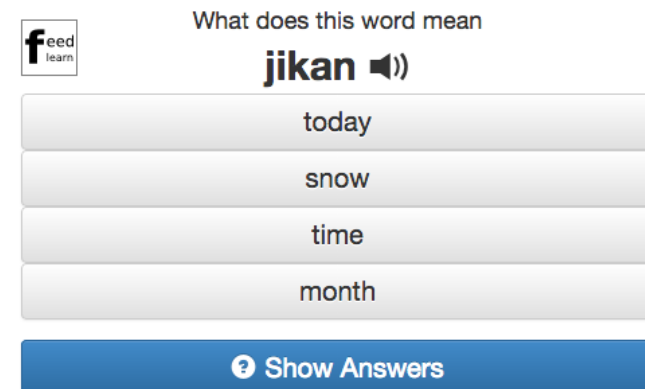 feed
learn
What does this word mean
jikan
today
snow
time
month
? Show Answers